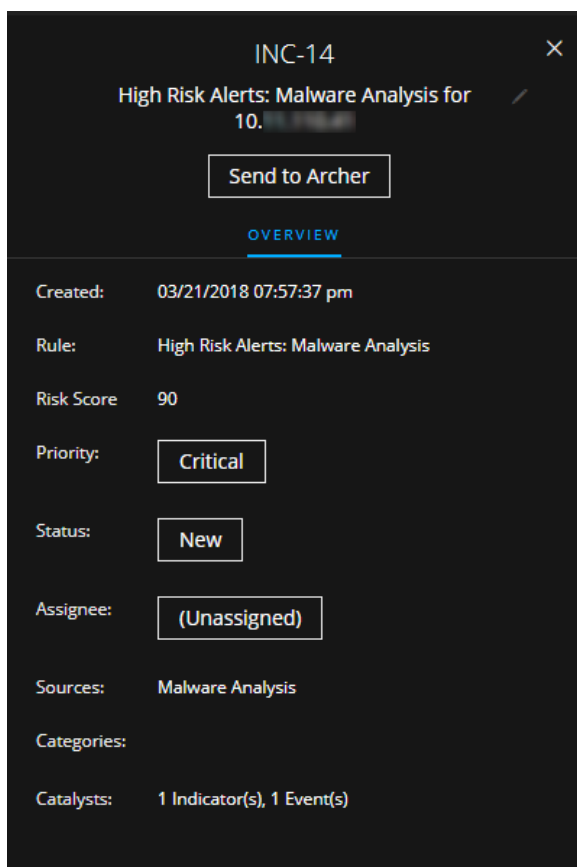 INC-14
High Risk Alerts: Malware Analysis for
10.
Send to Archer
OVERVIEW
Created: 03/21/2018 07:57:37 pm
Rule: High Risk Alerts: Malware Analysis
Risk Score 90
Priority: Critical
Status: New
Assignee: (Unassigned)
Sources: Malware Analysis
Categories:
Catalysts: 1 Indicator(s), 1 Event(s)